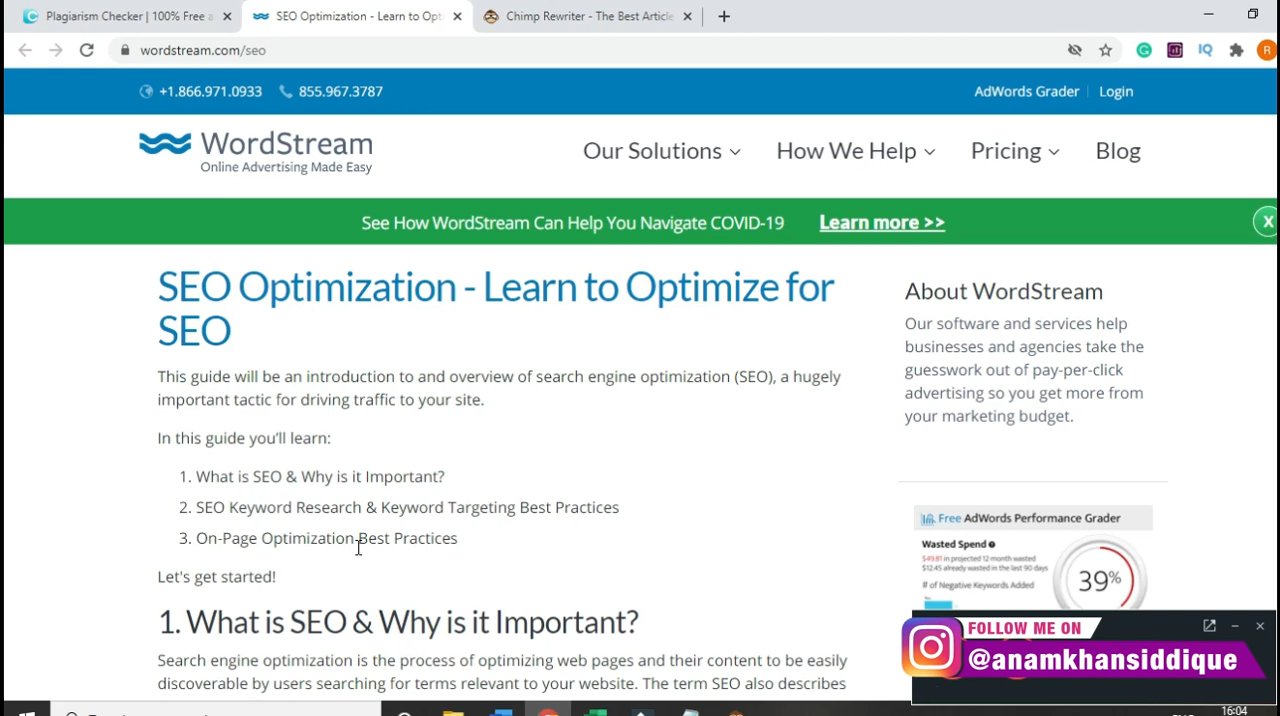 Plagiarism Checker | 100% Free a
SEO Optimization - Learn to Opti
Chimp Rewriter - The Best Article
wordstream.com/seo
IQ
R
+1.866.971.0933
855.967.3787
AdWords Grader
Login
WordStream
Online Advertising Made Easy
Our Solutions
How We Help
Pricing
Blog
See How WordStream Can Help You Navigate COVID-19 Learn more >>
X
SEO Optimization - Learn to Optimize for
SEO
This guide will be an introduction to and overview of search engine optimization (SEO), a hugely
important tactic for driving traffic to your site.
In this guide you'll learn:
1. What is SEO & Why is it Important?
2. SEO Keyword Research & Keyword Targeting Best Practices
3. On-Page Optimization Best Practices
Let's get started!
1. What is SEO & Why is it Important?
Search engine optimization is the process of optimizing web pages and their content to be easily
discoverable by users searching for terms relevant to your website. The term SEO also describes
About WordStream
Our software and services help
businesses and agencies take the
guesswork out of pay-per-click
advertising so you get more from
your marketing budget.
Free AdWords Performance Grader
Wasted Spend
$49.81 in projected 12 month wasted
$12.45 already wasted in the last 90 days
# of Negative Keywords Added
39%
FOLLOW ME ON
@anamkhansiddique
16:04